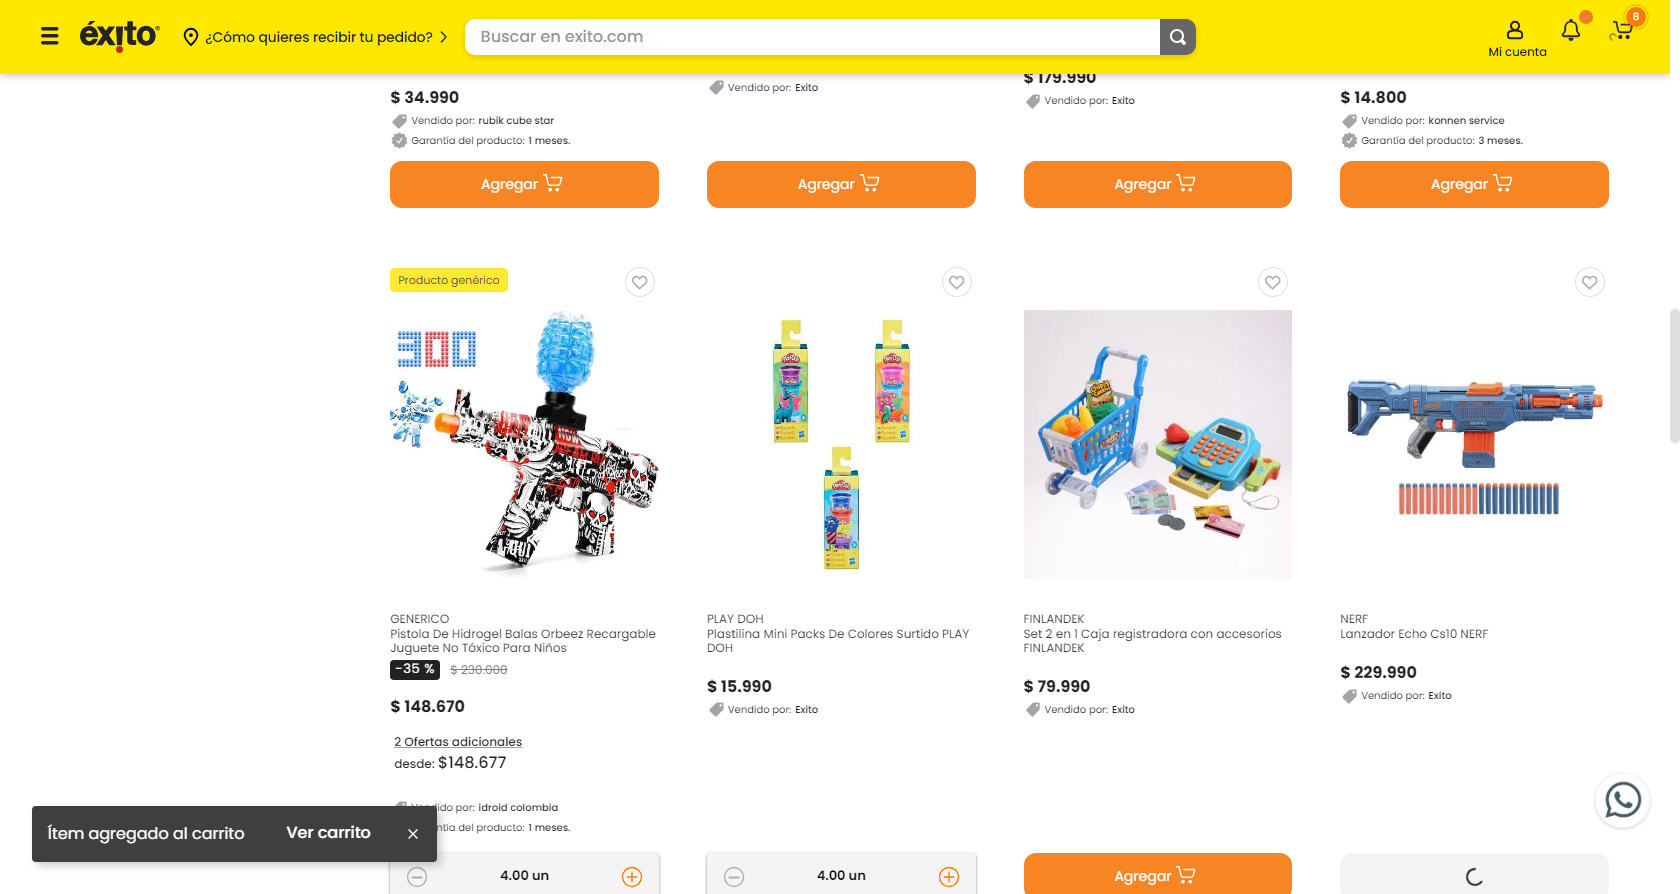 éxito
¿Cómo quieres recibir tu pedido?
Buscar en exito.com
Mi cuenta
8
$ 34.990
Vendido por: rubik cube star
Garantía del producto: 1 meses.
Agregar
Vendido por: Exito
Agregar
$ 179.990
Vendido por: Exito
Agregar
$ 14.800
Vendido por: konnen service
Garantía del producto: 3 meses.
Agregar
Producto genérico
300
GENERICO
Pistola De Hidrogel Balas Orbeez Recargable
Juguete No Tóxico Para Niños
-35 % $ 230.000
$ 148.670
2 Ofertas adicionales
desde: $148.677
Vendido por: idroid colombia
ntía del producto: 1 meses.
4.00 un
PLAY DOH
Plastilina Mini Packs De Colores Surtido PLAY
DOH
$ 15.990
Vendido por: Exito
4.00 un
FINLANDEK
Set 2 en 1 Caja registradora con accesorios
FINLANDEK
$ 79.990
Vendido por: Exito
Agregar
NERF
Lanzador Echo Cs10 NERF
$ 229.990
Vendido por: Exito
Ítem agregado al carrito
Ver carrito